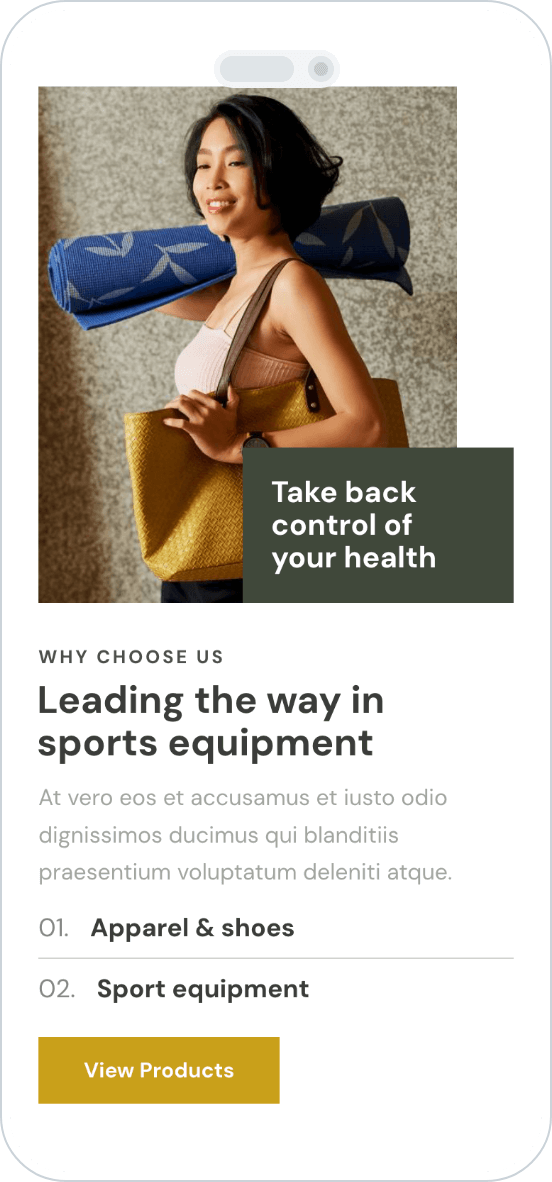 Take back
control of
your health
WHY CHOOSE US
Leading the way in
sports equipment
At vero eos et accusamus et iusto odio
dignissimos ducimus qui blanditiis
praesentium voluptatum deleniti atque.
01. Apparel & shoes
02. Sport equipment
View Products